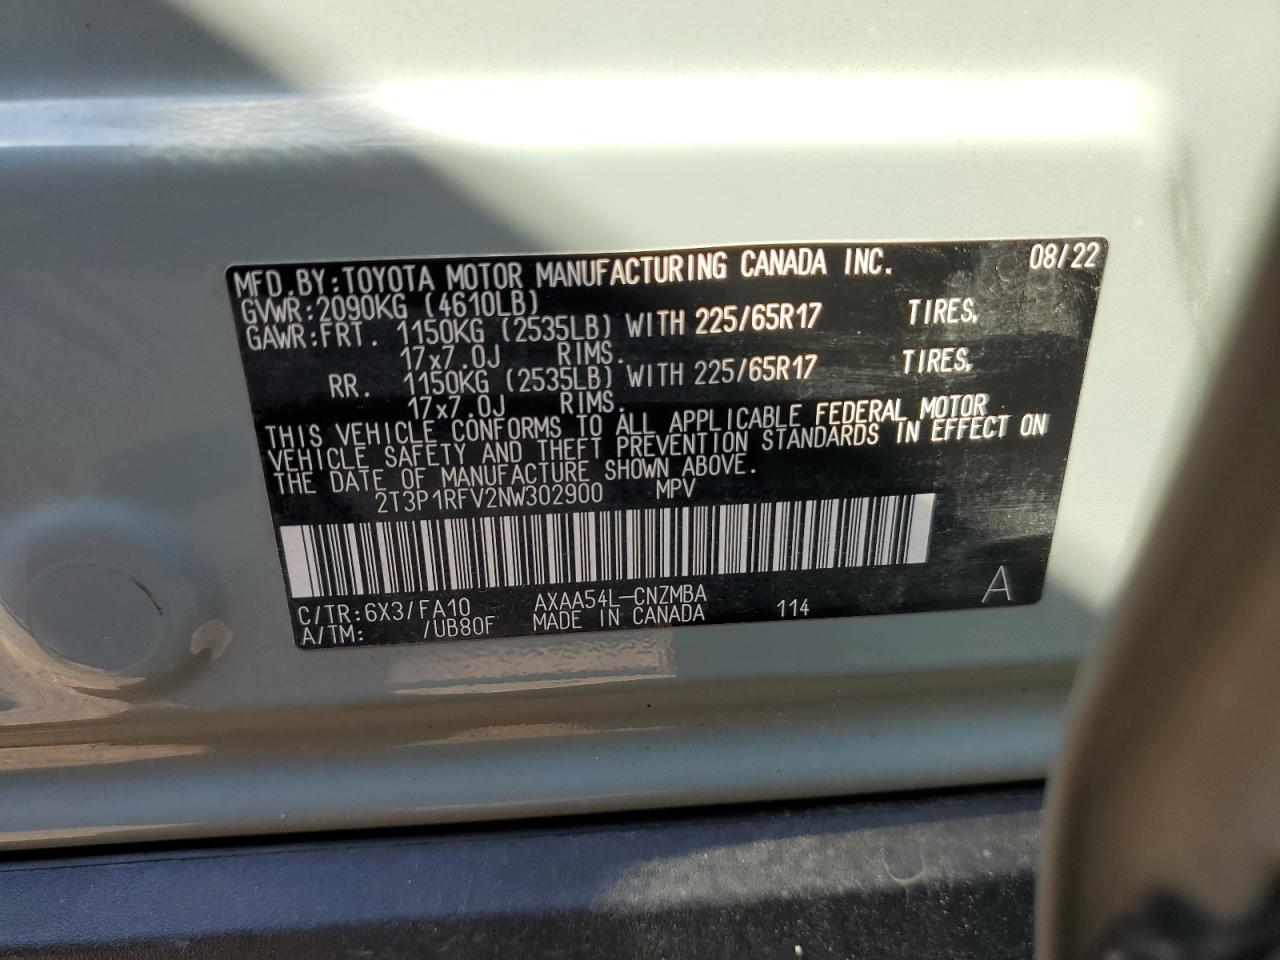 MFD.BY:TOYOTA MOTOR MANUFACTURING CANADA INC. 08/22
GVWR:2090KG (4610LB)
GAWR:FRT. 1150KG (2535LB) WITH 225/65R17 TIRES,
17x7.0J RIMS.
RR. 1150KG (2535LB) WITH 225/65R17 TIRES,
17x7.0J RIMS.
THIS VEHICLE CONFORMS TO ALL APPLICABLE FEDERAL MOTOR
VEHICLE SAFETY AND THEFT PREVENTION STANDARDS IN EFFECT ON
THE DATE OF MANUFACTURE SHOWN ABOVE.
2T3P1RFV2NW302900 MPV
C/TR:6X3/FA10 AXAA54L-CNZMBA
A/TM: /UB80F MADE IN CANADA 114 A